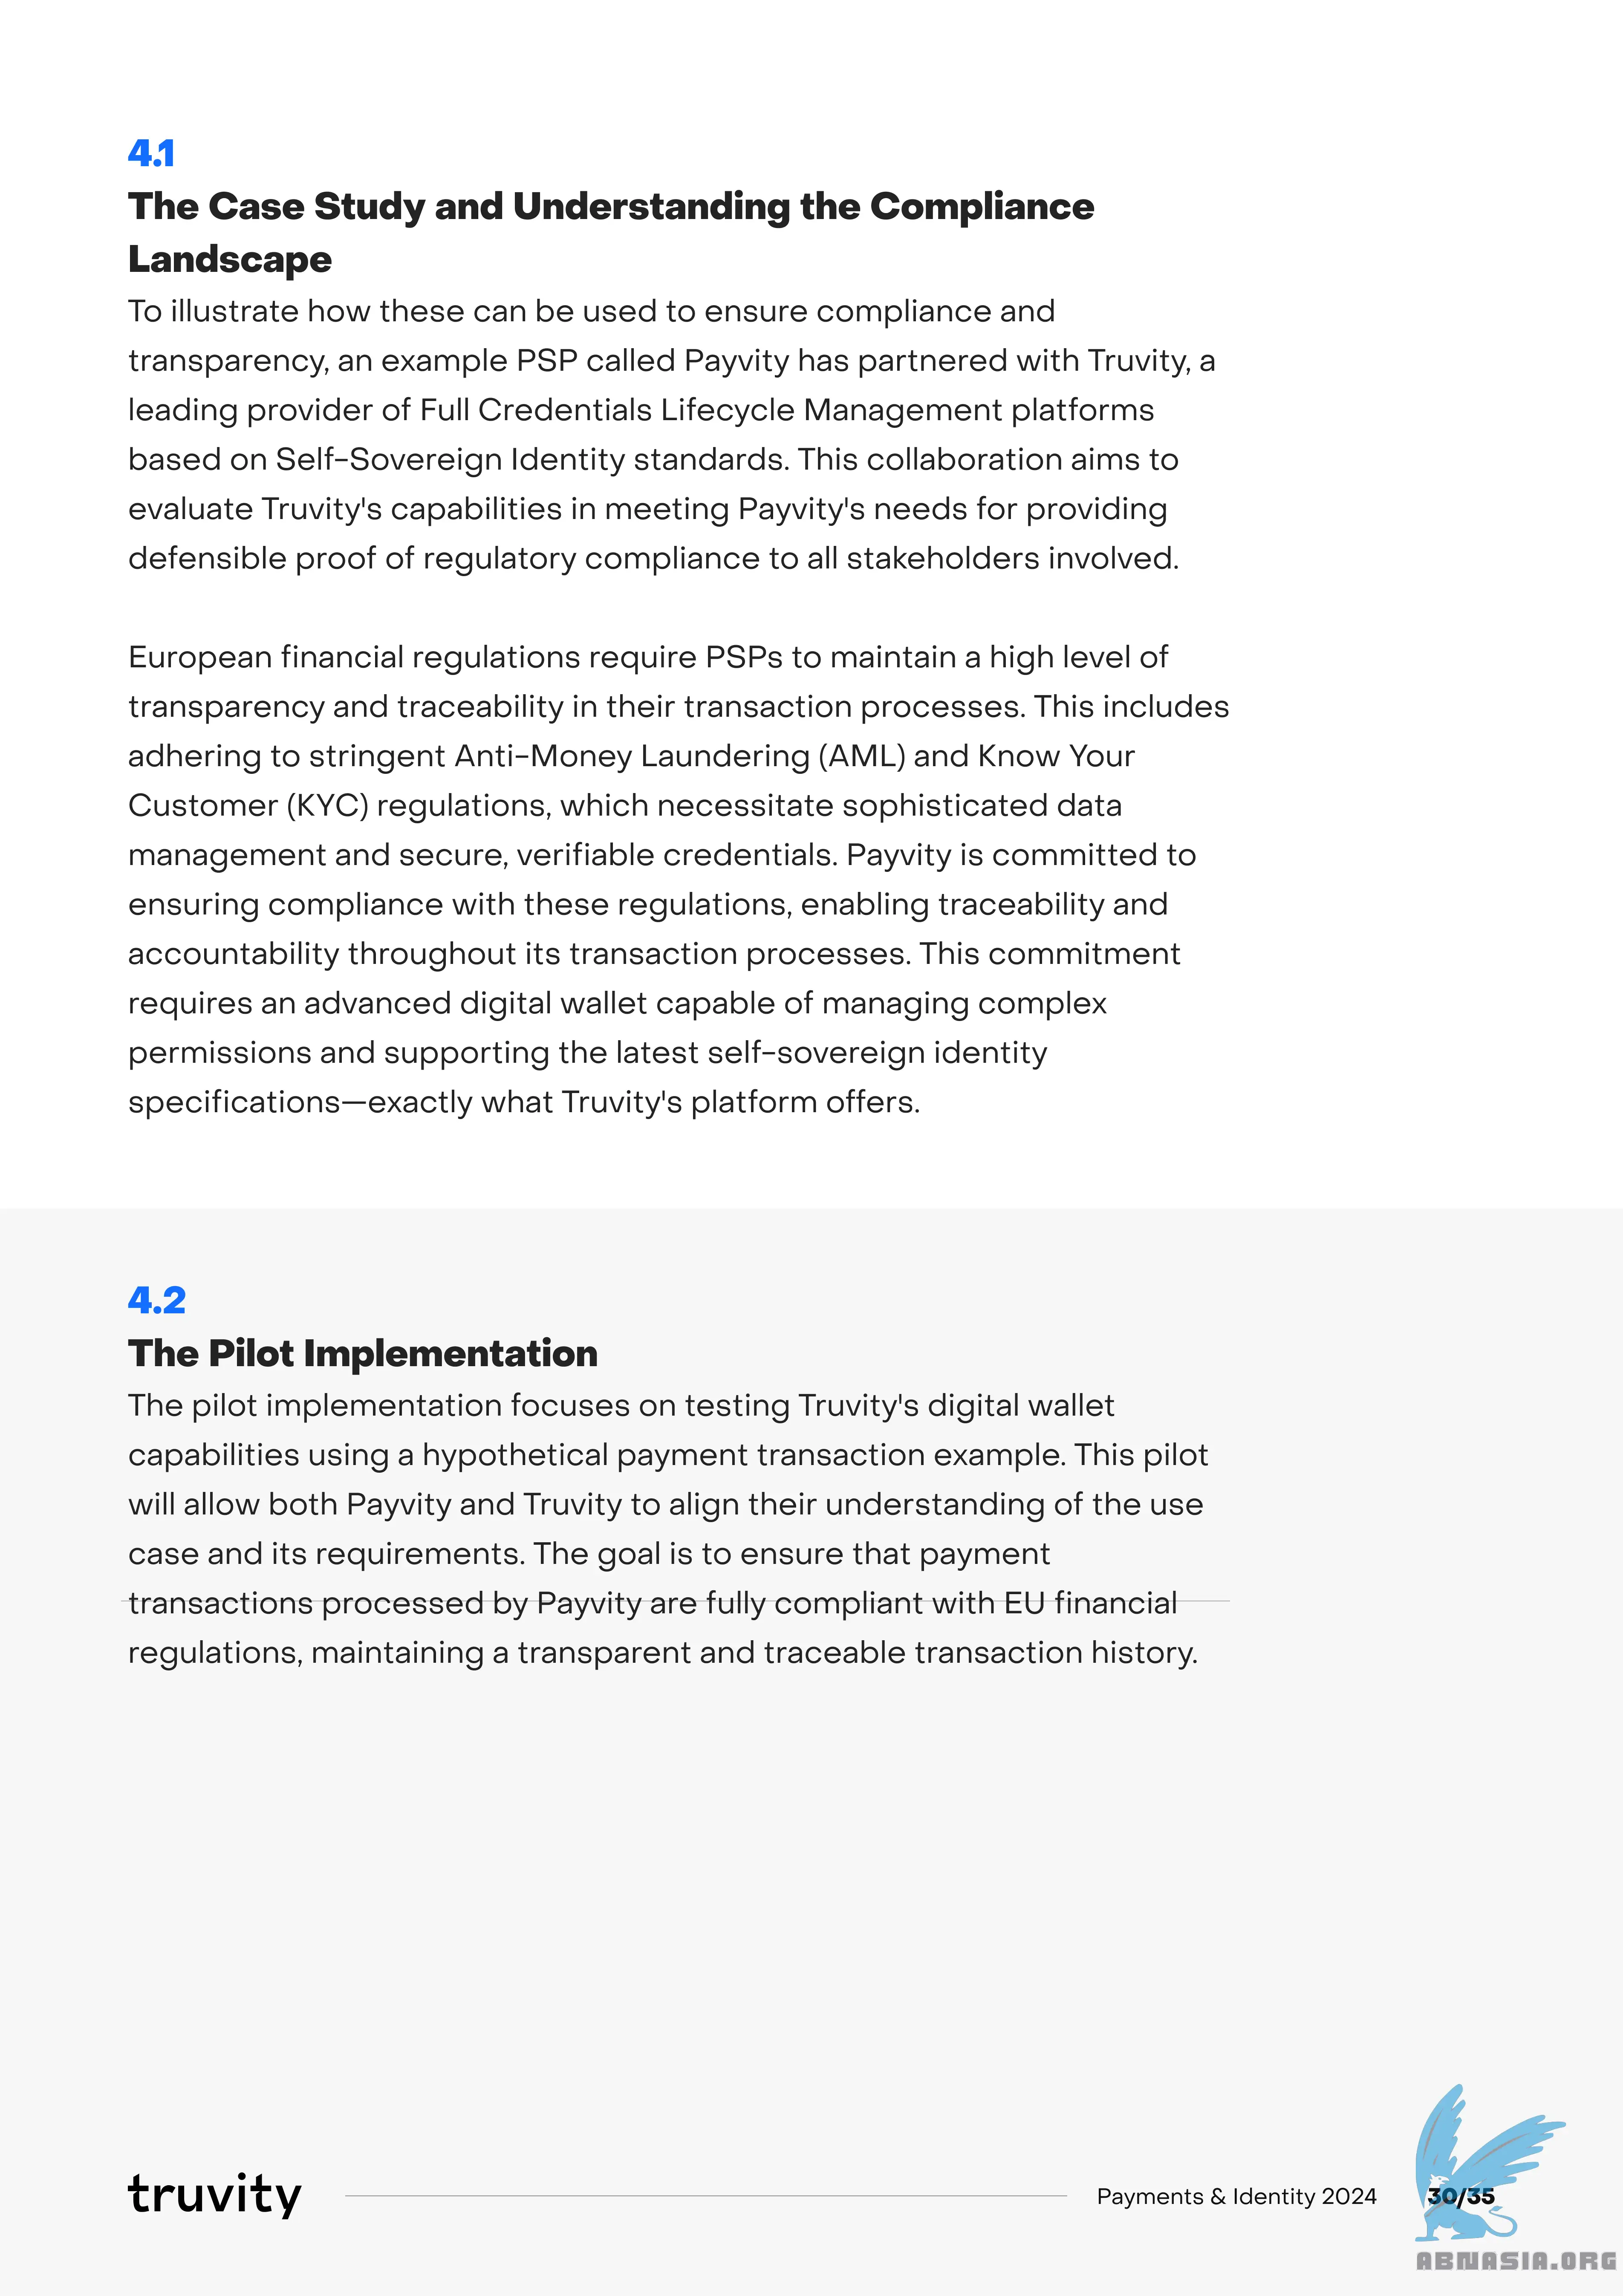 4.1
The Case Study and Understanding the Compliance
Landscape
To illustrate how these can be used to ensure compliance and
transparency, an example PSP called Payvity has partnered with Truvity, a
leading provider of Full Credentials Lifecycle Management platforms
based on Self-Sovereign Identity standards. This collaboration aims to
evaluate Truvity's capabilities in meeting Payvity's needs for providing
defensible proof of regulatory compliance to all stakeholders involved.
European financial regulations require PSPs to maintain a high level of
transparency and traceability in their transaction processes. This includes
adhering to stringent Anti-Money Laundering (AML) and Know Your
Customer (KYC) regulations, which necessitate sophisticated data
management and secure, verifiable credentials. Payvity is committed to
ensuring compliance with these regulations, enabling traceability and
accountability throughout its transaction processes. This commitment
requires an advanced digital wallet capable of managing complex
permissions and supporting the latest self-sovereign identity
specifications—exactly what Truvity's platform offers.
4.2
The Pilot Implementation
The pilot implementation focuses on testing Truvity's digital wallet
capabilities using a hypothetical payment transaction example. This pilot
will allow both Payvity and Truvity to align their understanding of the use
case and its requirements. The goal is to ensure that payment
transactions processed by Payvity are fully compliant with EU financial
regulations, maintaining a transparent and traceable transaction history.
truvity
Payments & Identity 2024
30/35
ABNASIA.ORG